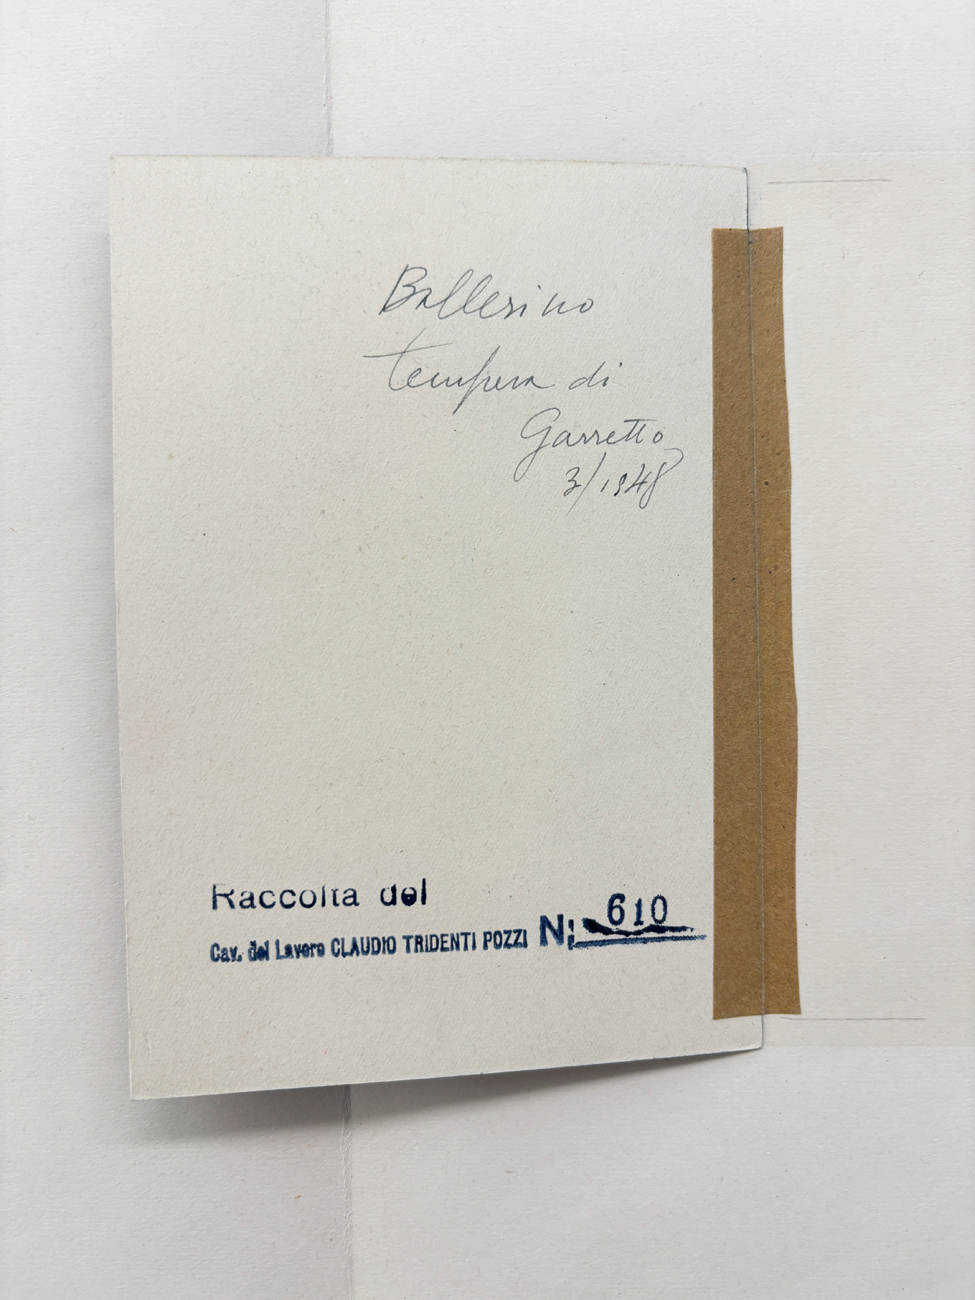 Ballerino
tempera di
Garretto
3/1948
Raccolta del
Cav. del Lavoro CLAUDIO TRIDENTI POZZI N: 610